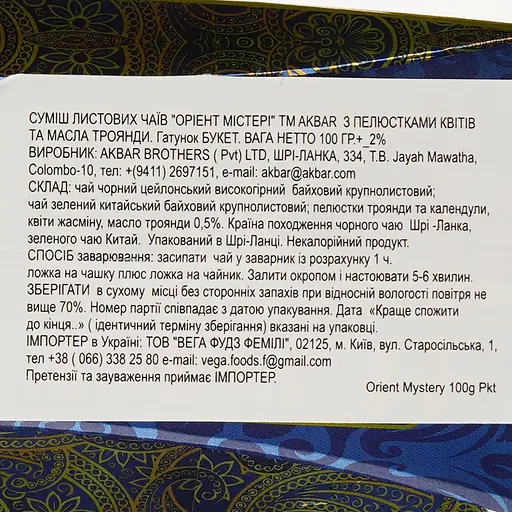 СУМІШ ЛИСТОВИХ ЧАЇВ "ОРІЕНТ МІСТЕРІ" ТМ AKBAR З ПЕЛЮСТКАМИ КВІТІВ
ТА МАСЛА ТРОЯНДИ. Гатунок БУКЕТ. ВАГА НЕТТО 100 ГР.+_2%
ВИРОБНИК: AKBAR BROTHERS ( Pvt) LTD, ШРІ-ЛАНКА, 334, T.B. Jayah Mawatha,
Colombo-10, тел: +(9411) 2697151, e-mail: akbar@akbar.com
СКЛАД: чай чорний цейлонський високогірний байховий крупнолистовий;
чай зелений китайський байховий крупнолистовий; пелюстки троянди та календули,
квіти жасміну, масло троянди 0,5%. Країна походження чорного чаю Шрі -Ланка,
зеленого чаю Китай. Упакований в Шрі-Ланці. Некалорійний продукт.
СПОСІБ заварювання: засипати чай у заварник із розрахунку 1 ч.
ложка на чашку плюс ложка на чайник. Залити окропом і настоювати 5-6 хвилин.
ЗБЕРІГАТИ в сухому місці без сторонніх запахів при відносній вологості повітря не
вище 70%. Номер партії співпадає з датою упакування. Дата «Краще спожити
до кінця..» ( ідентичний терміну зберігання) вказані на упаковці.
ІМПОРТЕР в Україні: ТОВ "ВЕГА ФУДЗ ФЕМІЛІ", 02125, м. Київ, вул. Старосільська, 1,
тел +38 ( 066) 338 25 80 e-mail: vega.foods.f@gmail.com
Претензії та зауваження приймає ІМПОРТЕР.
Orient Mystery 100g Pkt